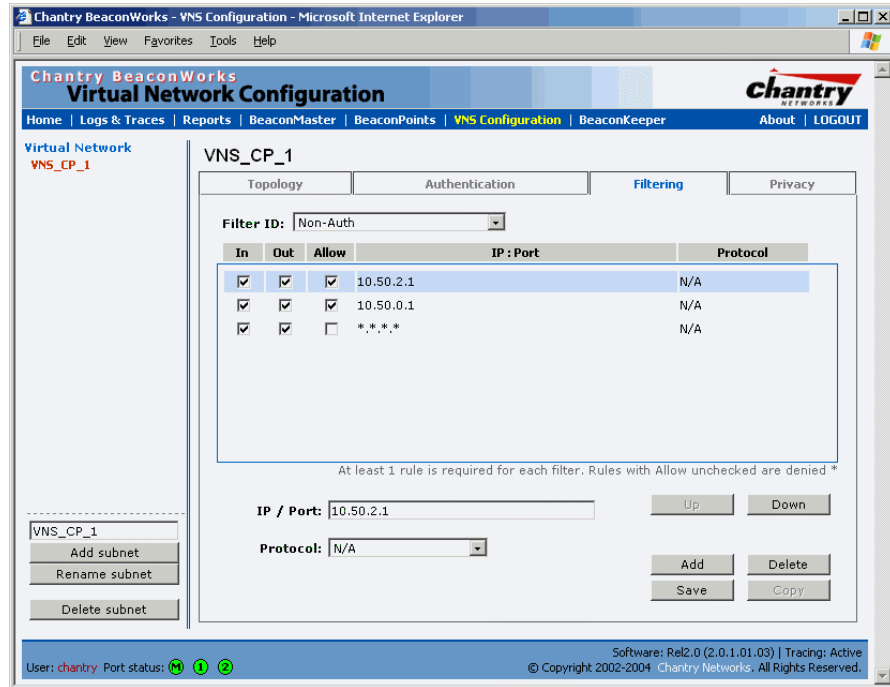 Chantry BeaconWorks - VNS Configuration - Microsoft Internet Explorer
File Edit View Favorites Tools Help
Chantry BeaconWorks
Virtual Network Configuration
chantry
NETWORKS
Home | Logs & Traces | Reports | BeaconMaster | BeaconPoints | VNS Configuration | BeaconKeeper About | LOGOUT
Virtual Network
VNS_CP_1
VNS_CP_1
Topology Authentication Filtering Privacy
Filter ID: Non-Auth
In Out Allow IP : Port Protocol
10.50.2.1 N/A
10.50.0.1 N/A
*.*.*.* N/A
At least 1 rule is required for each filter. Rules with Allow unchecked are denied *
IP / Port: 10.50.2.1 Up Down
Protocol: N/A
Add Delete
Save Copy
VNS_CP_1
Add subnet
Rename subnet
Delete subnet
User: chantry Port status: M 1 2
Software: Rel2.0 (2.0.1.01.03) | Tracing: Active
© Copyright 2002-2004 Chantry Networks. All Rights Reserved.